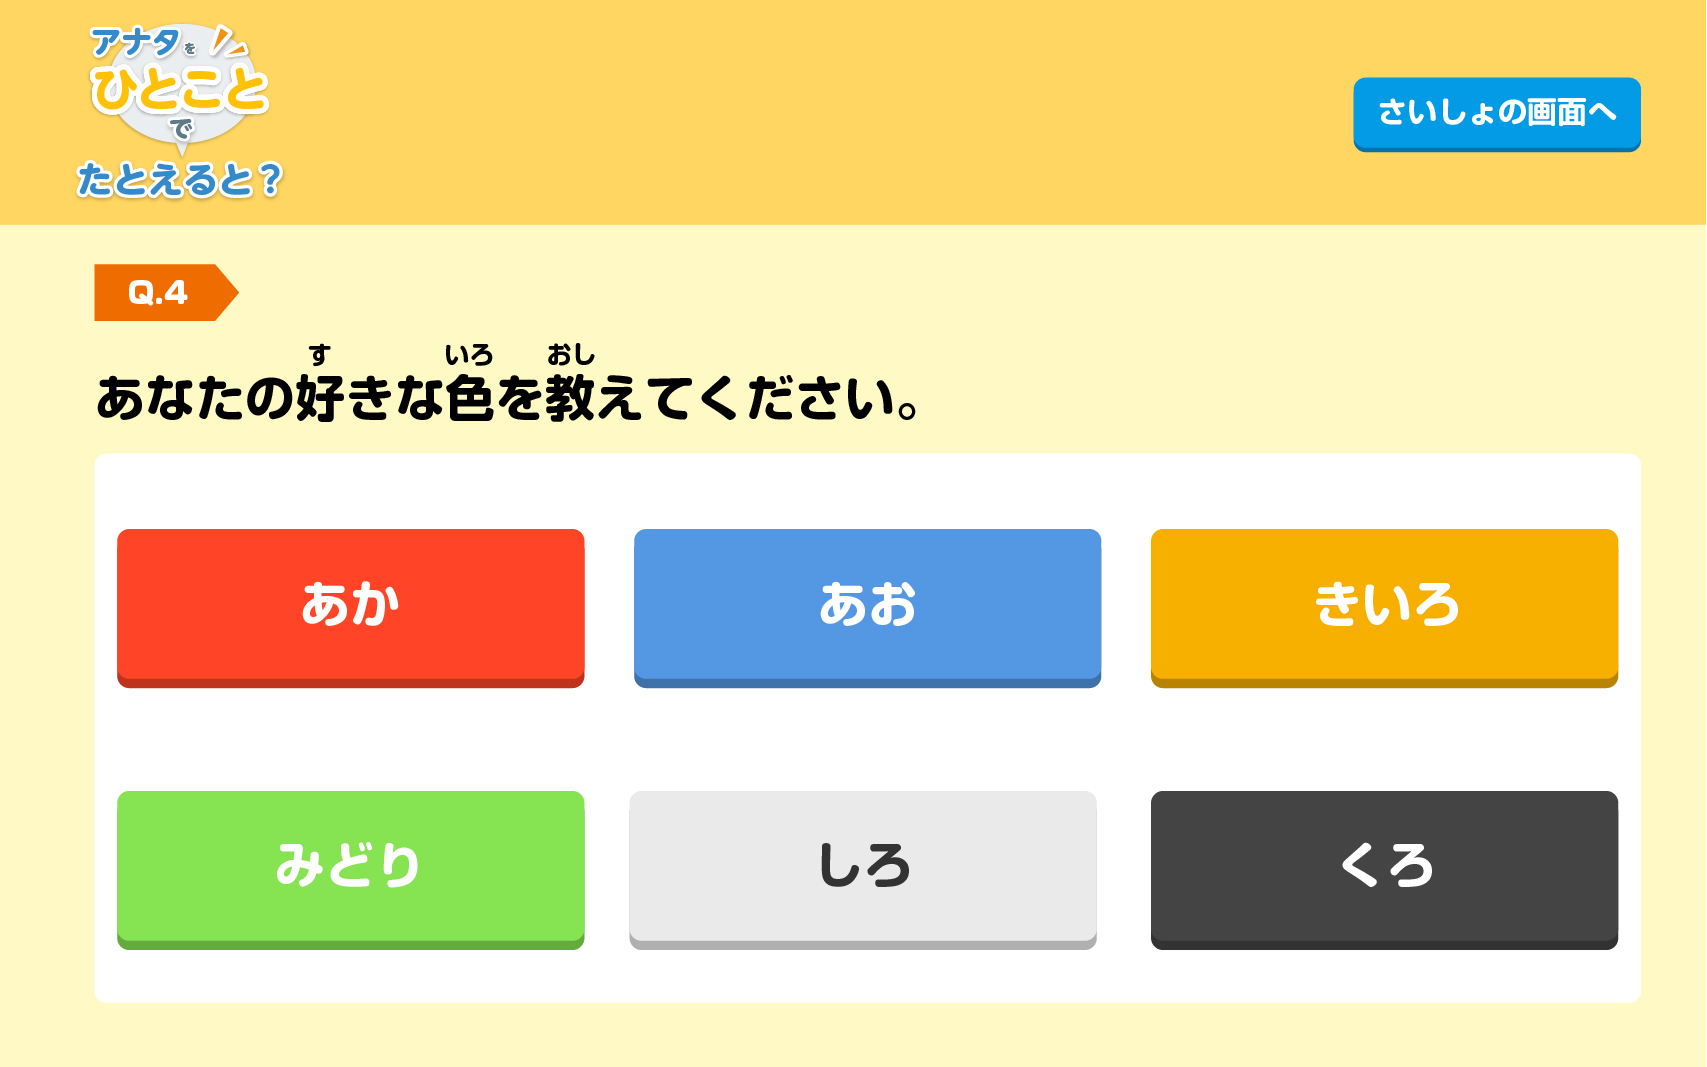 アナタを
ひとこと
で
たとえると？
さいしょの画面へ
Q.4
す いろ おし
あなたの好きな色を教えてください。
あか
あお
きいろ
みどり
しろ
くろ